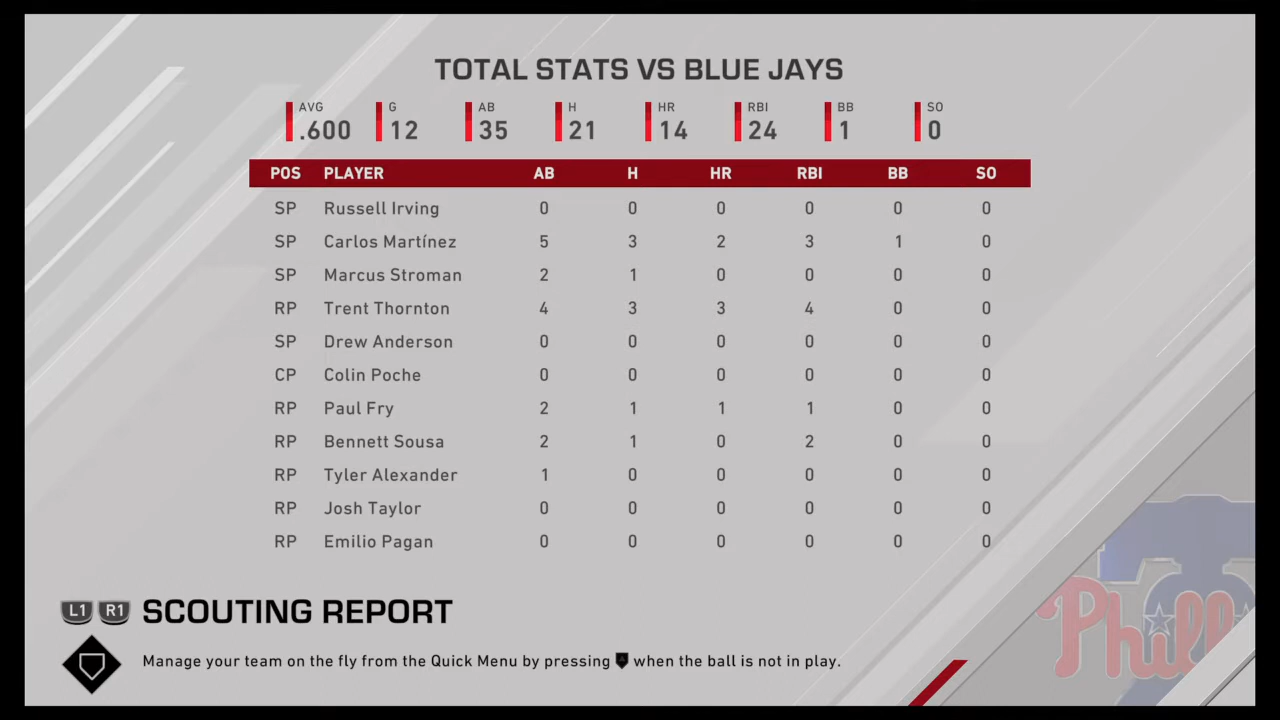 TOTAL STATS VS BLUE JAYS
AVG G AB H HR RBI BB SO
.600 12 35 21 14 24 1 0
POS PLAYER AB H HR RBI BB SO
SP Russell Irving 0 0 0 0 0 0
SP Carlos Martínez 5 3 2 3 1 0
SP Marcus Stroman 2 1 0 0 0 0
RP Trent Thornton 4 3 3 4 0 0
SP Drew Anderson 0 0 0 0 0 0
CP Colin Poche 0 0 0 0 0 0
RP Paul Fry 2 1 1 1 0 0
RP Bennett Sousa 2 1 0 2 0 0
RP Tyler Alexander 1 0 0 0 0 0
RP Josh Taylor 0 0 0 0 0 0
RP Emilio Pagan 0 0 0 0 0 0
L1 R1 SCOUTING REPORT
Manage your team on the fly from the Quick Menu by pressing when the ball is not in play.
Phill